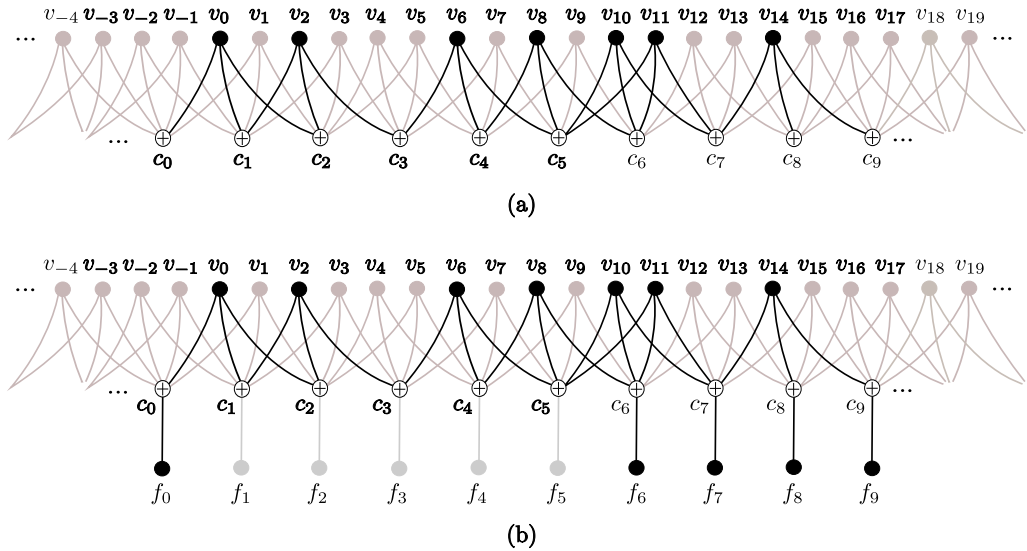 ... v₋₄ v₋₃ v₋₂ v₋₁ v₀ v₁ v₂ v₃ v₄ v₅ v₆ v₇ v₈ v₉ v₁₀ v₁₁ v₁₂ v₁₃ v₁₄ v₁₅ v₁₆ v₁₇ v₁₈ v₁₉ ...
... c₀ c₁ c₂ c₃ c₄ c₅ c₆ c₇ c₈ c₉ ...
(a)
... v₋₄ v₋₃ v₋₂ v₋₁ v₀ v₁ v₂ v₃ v₄ v₅ v₆ v₇ v₈ v₉ v₁₀ v₁₁ v₁₂ v₁₃ v₁₄ v₁₅ v₁₆ v₁₇ v₁₈ v₁₉ ...
... c₀ c₁ c₂ c₃ c₄ c₅ c₆ c₇ c₈ c₉ ...
f₀ f₁ f₂ f₃ f₄ f₅ f₆ f₇ f₈ f₉
(b)